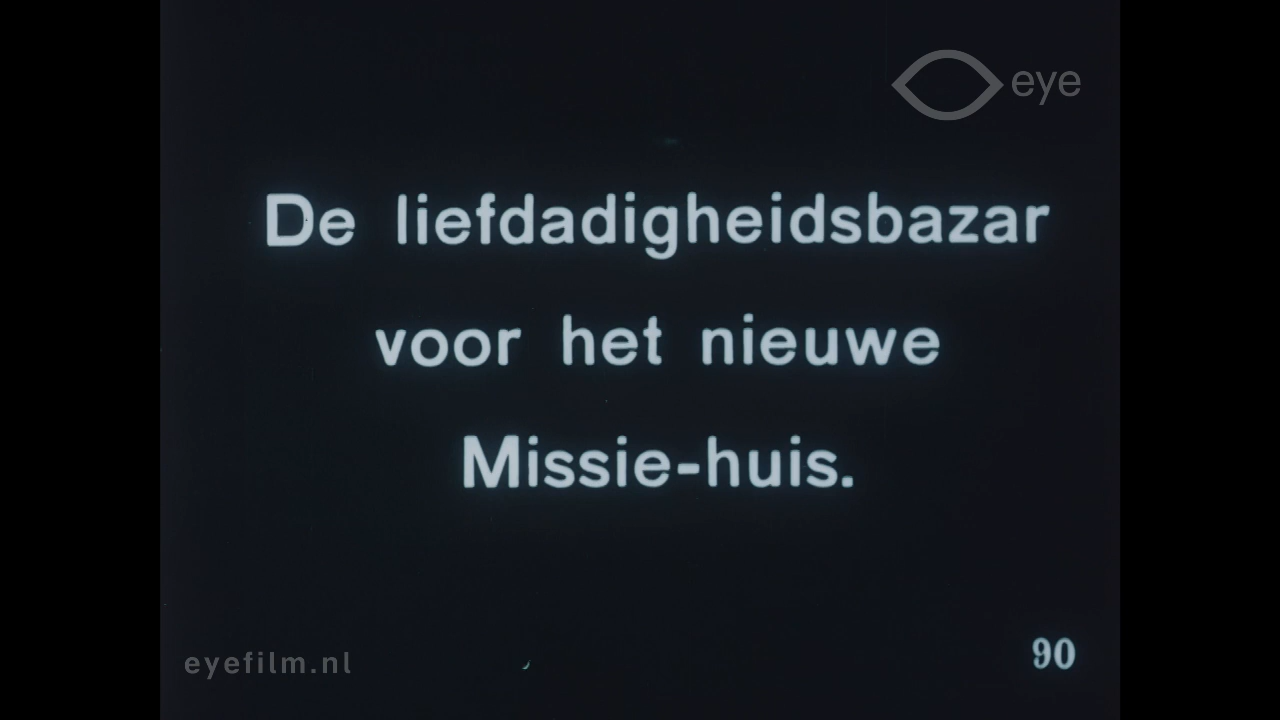 eye
De liefdadigheidsbazar
voor het nieuwe
Missie-huis.
eyefilm.nl
90